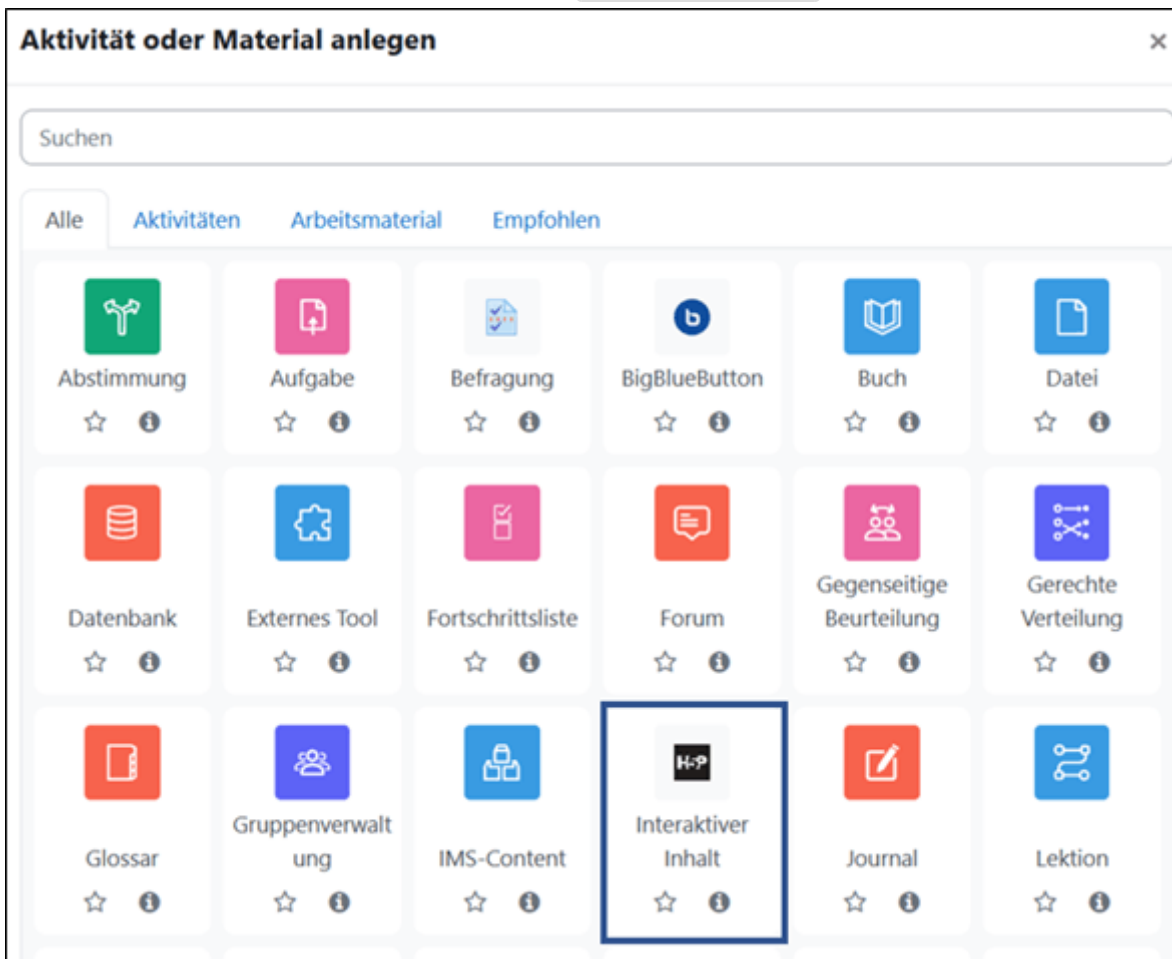 Aktivität oder Material anlegen
×
Suchen
Alle Aktivitäten Arbeitsmaterial Empfohlen
b
Abstimmung Aufgabe Befragung BigBlueButton Buch Datei
Datenbank Externes Tool Fortschrittsliste Forum Gegenseitige Beurteilung Gerechte Verteilung
H-P
Glossar Gruppenverwalt
ung IMS-Content Interaktiver
Inhalt Journal Lektion